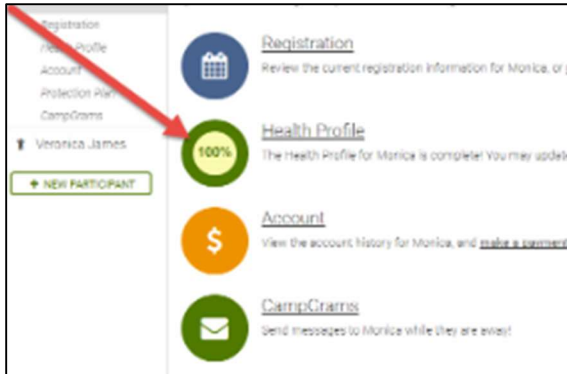 Registration
Health Profile
Account
Protection Plan
CampGrams
Veronica James
+ NEW PARTICIPANT
Registration
Review the current registration information for Monica, or
100%
Health Profile
The Health Profile for Monica is complete! You may update
$
Account
View the account history for Monica, and make a payment
CampGrams
Send messages to Monica while they are away!